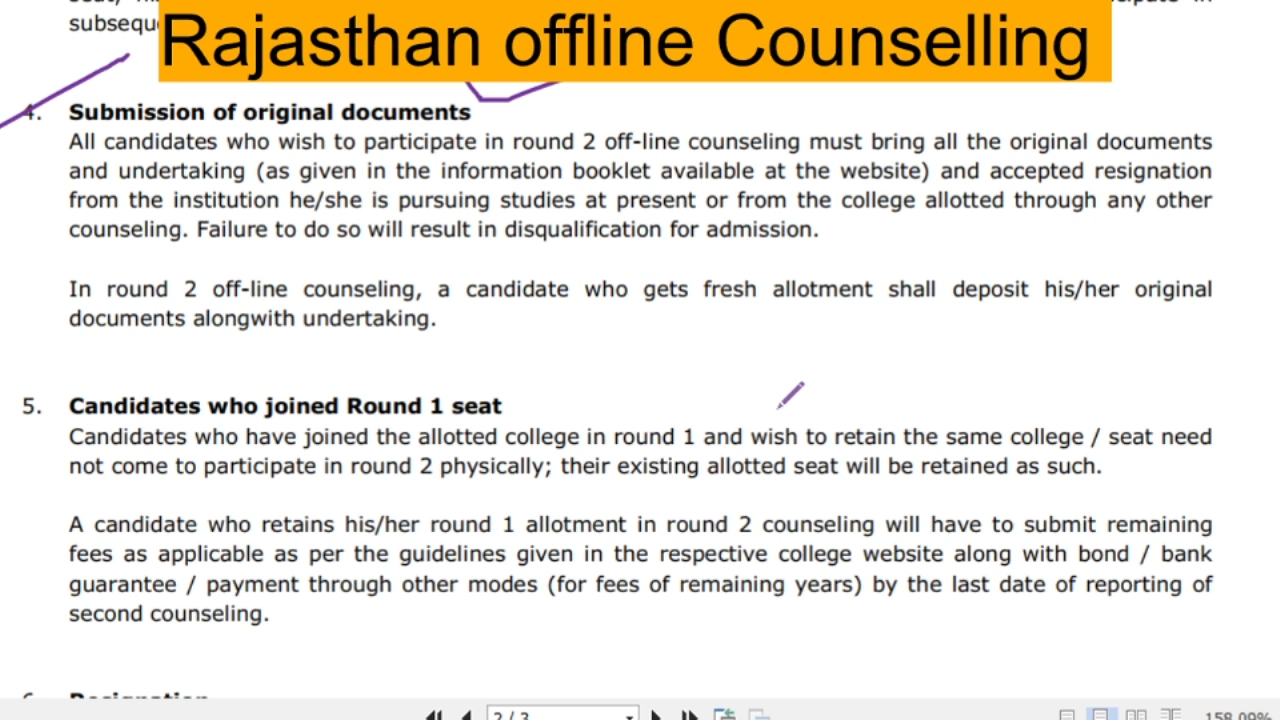 subsequ
Rajasthan offline Counselling
4. Submission of original documents
All candidates who wish to participate in round 2 off-line counseling must bring all the original documents
and undertaking (as given in the information booklet available at the website) and accepted resignation
from the institution he/she is pursuing studies at present or from the college allotted through any other
counseling. Failure to do so will result in disqualification for admission.
In round 2 off-line counseling, a candidate who gets fresh allotment shall deposit his/her original
documents alongwith undertaking.
5. Candidates who joined Round 1 seat
Candidates who have joined the allotted college in round 1 and wish to retain the same college / seat need
not come to participate in round 2 physically; their existing allotted seat will be retained as such.
A candidate who retains his/her round 1 allotment in round 2 counseling will have to submit remaining
fees as applicable as per the guidelines given in the respective college website along with bond / bank
guarantee / payment through other modes (for fees of remaining years) by the last date of reporting of
second counseling.
6. Resignation
2 / 3
158.09%